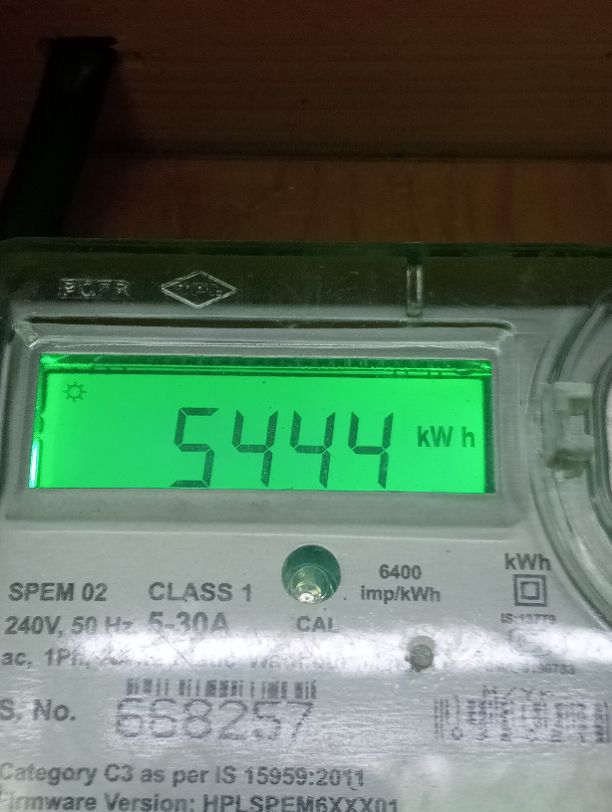 5444 kWh
6400
imp/kWh
kWh
SPEM 02 CLASS 1
240V, 50 Hz 5-30A
CAL
ac, 1Ph,
S. No.
668257
Category C3 as per IS 15959:2011
Firmware Version: HPLSPEM6XXX01